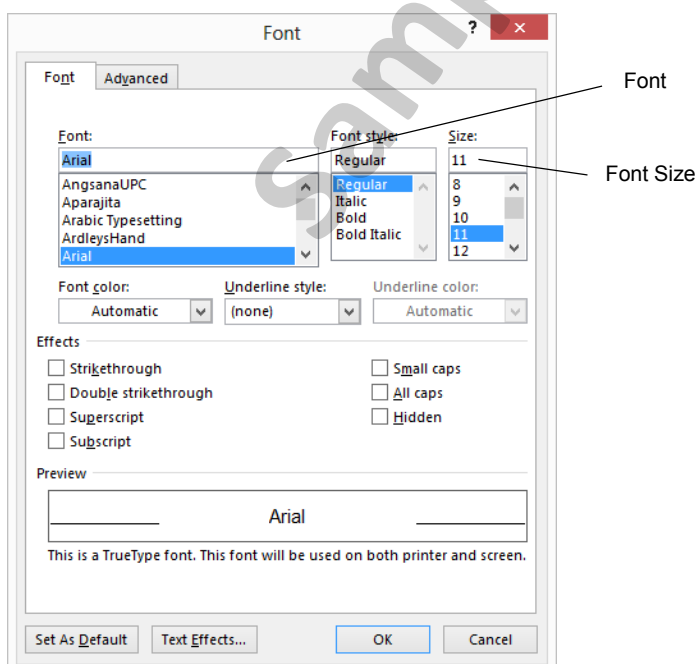 Sample
Font
?
×
Font
Advanced
Font
Font:
Font style:
Size:
Arial
Regular
11
Font Size
AngsanaUPC
Aparajita
Arabic Typesetting
ArdleysHand
Arial
Regular
Italic
Bold
Bold Italic
8
9
10
11
12
Font color:
Underline style:
Underline color:
Automatic
(none)
Automatic
Effects
Strikethrough
Double strikethrough
Superscript
Subscript
Small caps
All caps
Hidden
Preview
Arial
This is a TrueType font. This font will be used on both printer and screen.
Set As Default
Text Effects...
OK
Cancel